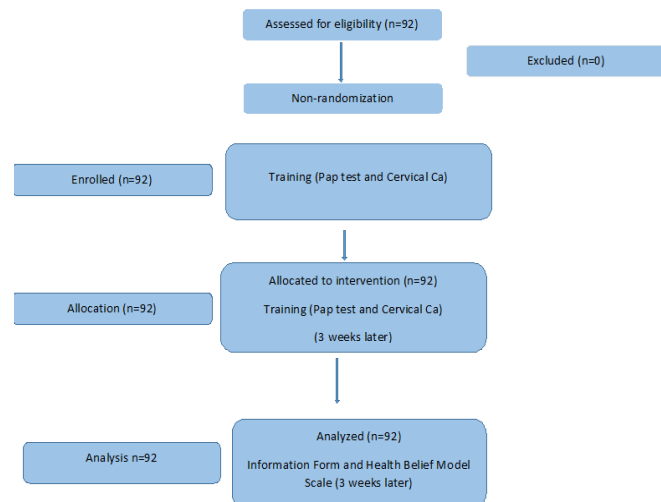 Assessed for eligibility (n=92)
Excluded (n=0)
Non-randomization
Enrolled (n=92)
Training (Pap test and Cervical Ca)
Allocation (n=92)
Allocated to intervention (n=92)
Training (Pap test and Cervical Ca)
(3 weeks later)
Analysis n=92
Analyzed (n=92)
Information Form and Health Belief Model
Scale (3 weeks later)